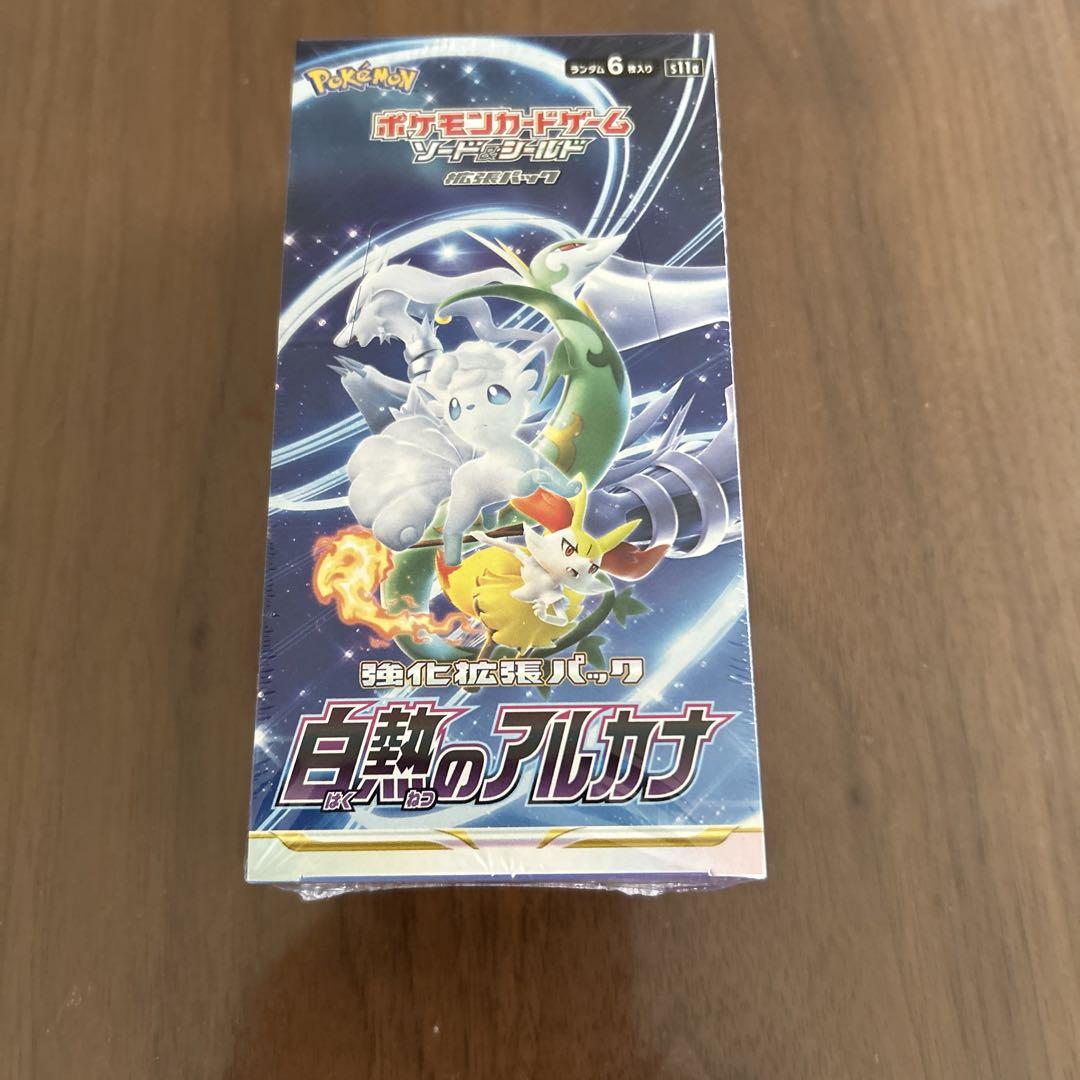 Pokémon
ランダム6枚入り s11a
ポケモンカードゲーム
ソード&シールド
拡張パック
強化拡張パック
白熱のアルカナ
はく ねつ